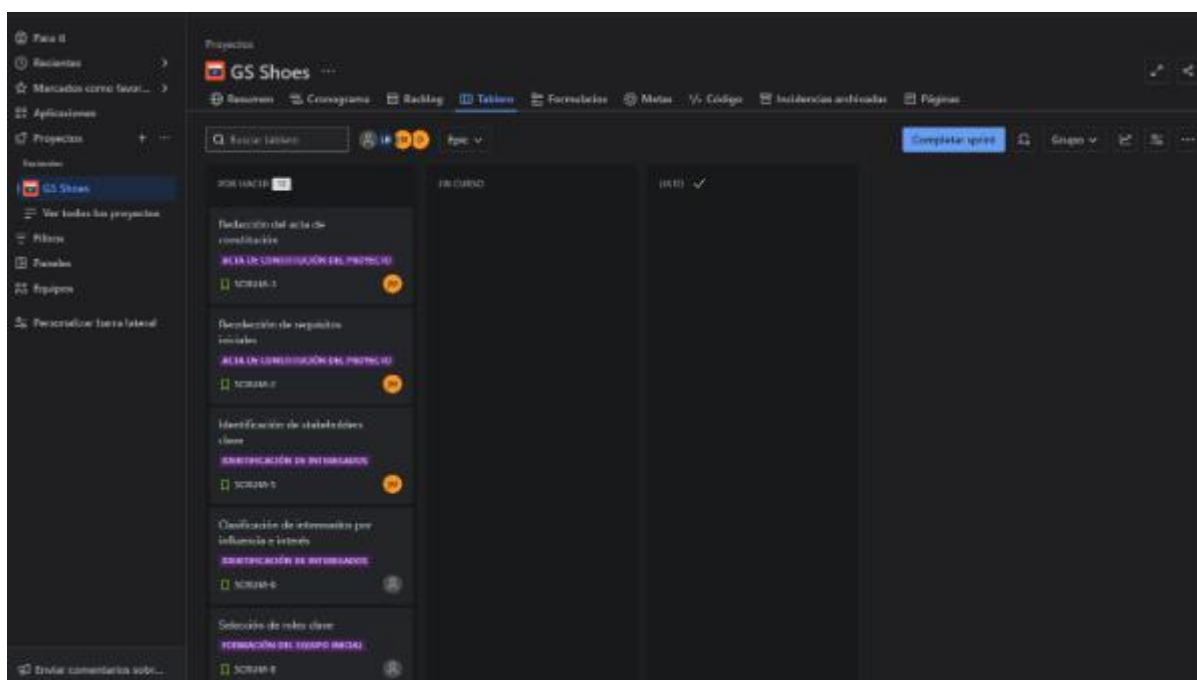 Para ti
Recientes
Marcados como favor...
Aplicaciones
Proyectos
Recientes
GS Shoes
Ver todos los proyectos
Filtros
Paneles
Equipos
Personalizar barra lateral
Enviar comentarios sobr...
Proyectos
GS Shoes
Resumen Cronograma Backlog Tablero Formularios Metas Código Incidencias archivadas Páginas
Buscar tablero Epic Completar sprint Grupo
POR HACER
EN CURSO
LISTO
Redacción del acta de
constitución
ACTA DE CONSTITUCIÓN DEL PROYECTO
SCRUM-3
Recolección de requisitos
iniciales
ACTA DE CONSTITUCIÓN DEL PROYECTO
SCRUM-2
Identificación de stakeholders
clave
IDENTIFICACIÓN DE INTERESADOS
SCRUM-5
Clasificación de interesados por
influencia e interés
IDENTIFICACIÓN DE INTERESADOS
SCRUM-6
Selección de roles clave
FORMACIÓN DEL EQUIPO INICIAL
SCRUM-8